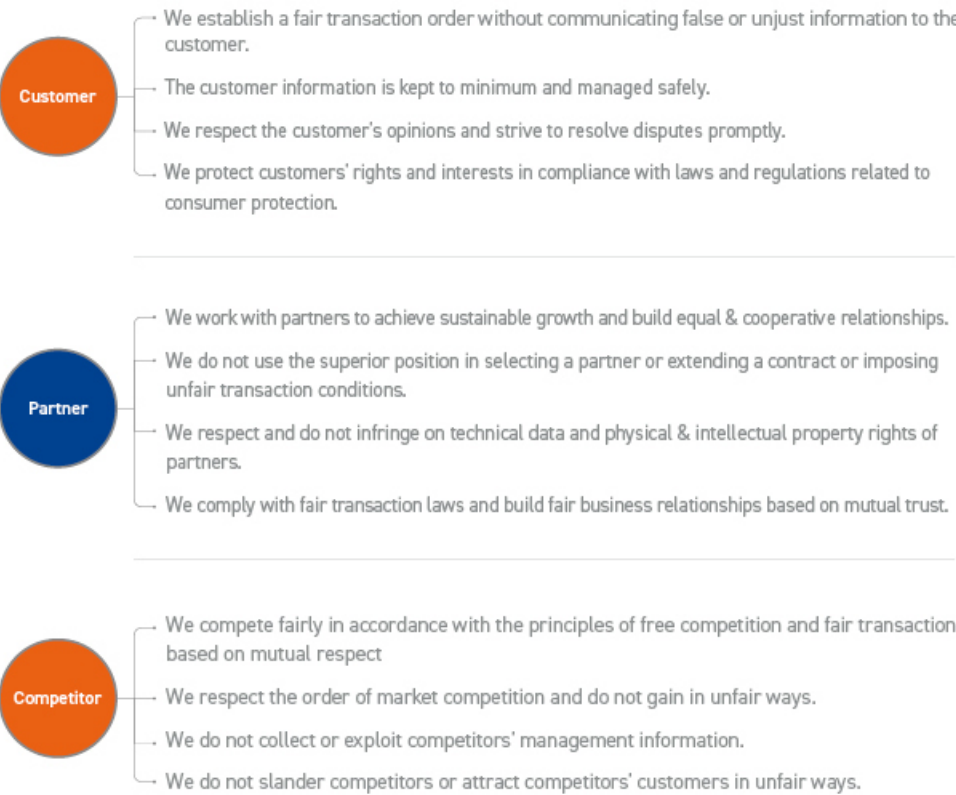 We establish a fair transaction order without communicating false or unjust information to the
customer.
Customer
The customer information is kept to minimum and managed safely.
We respect the customer's opinions and strive to resolve disputes promptly.
We protect customers' rights and interests in compliance with laws and regulations related to
consumer protection.
We work with partners to achieve sustainable growth and build equal & cooperative relationships.
We do not use the superior position in selecting a partner or extending a contract or imposing
unfair transaction conditions.
Partner
We respect and do not infringe on technical data and physical & intellectual property rights of
partners.
We comply with fair transaction laws and build fair business relationships based on mutual trust.
We compete fairly in accordance with the principles of free competition and fair transaction
based on mutual respect
Competitor
We respect the order of market competition and do not gain in unfair ways.
We do not collect or exploit competitors' management information.
We do not slander competitors or attract competitors' customers in unfair ways.